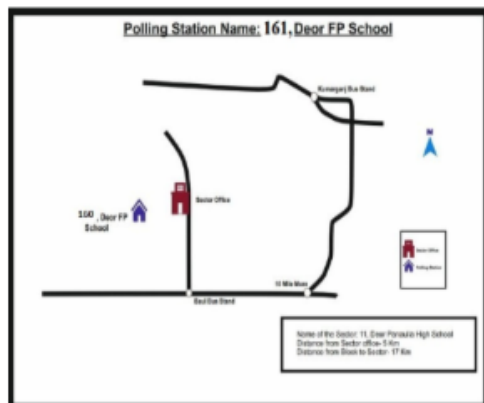 Polling Station Name: 161, Deor FP School
Kumarganj Bus Stand
N
Sector Office
160 , Deor FP
School
Sector Office
Polling Station
10 Mile More
Baul Bus Stand
Name of the Sector: 11, Deor Panaulla High School
Distance from Sector office- 5 Km
Distance from Block to Sector- 17 Km